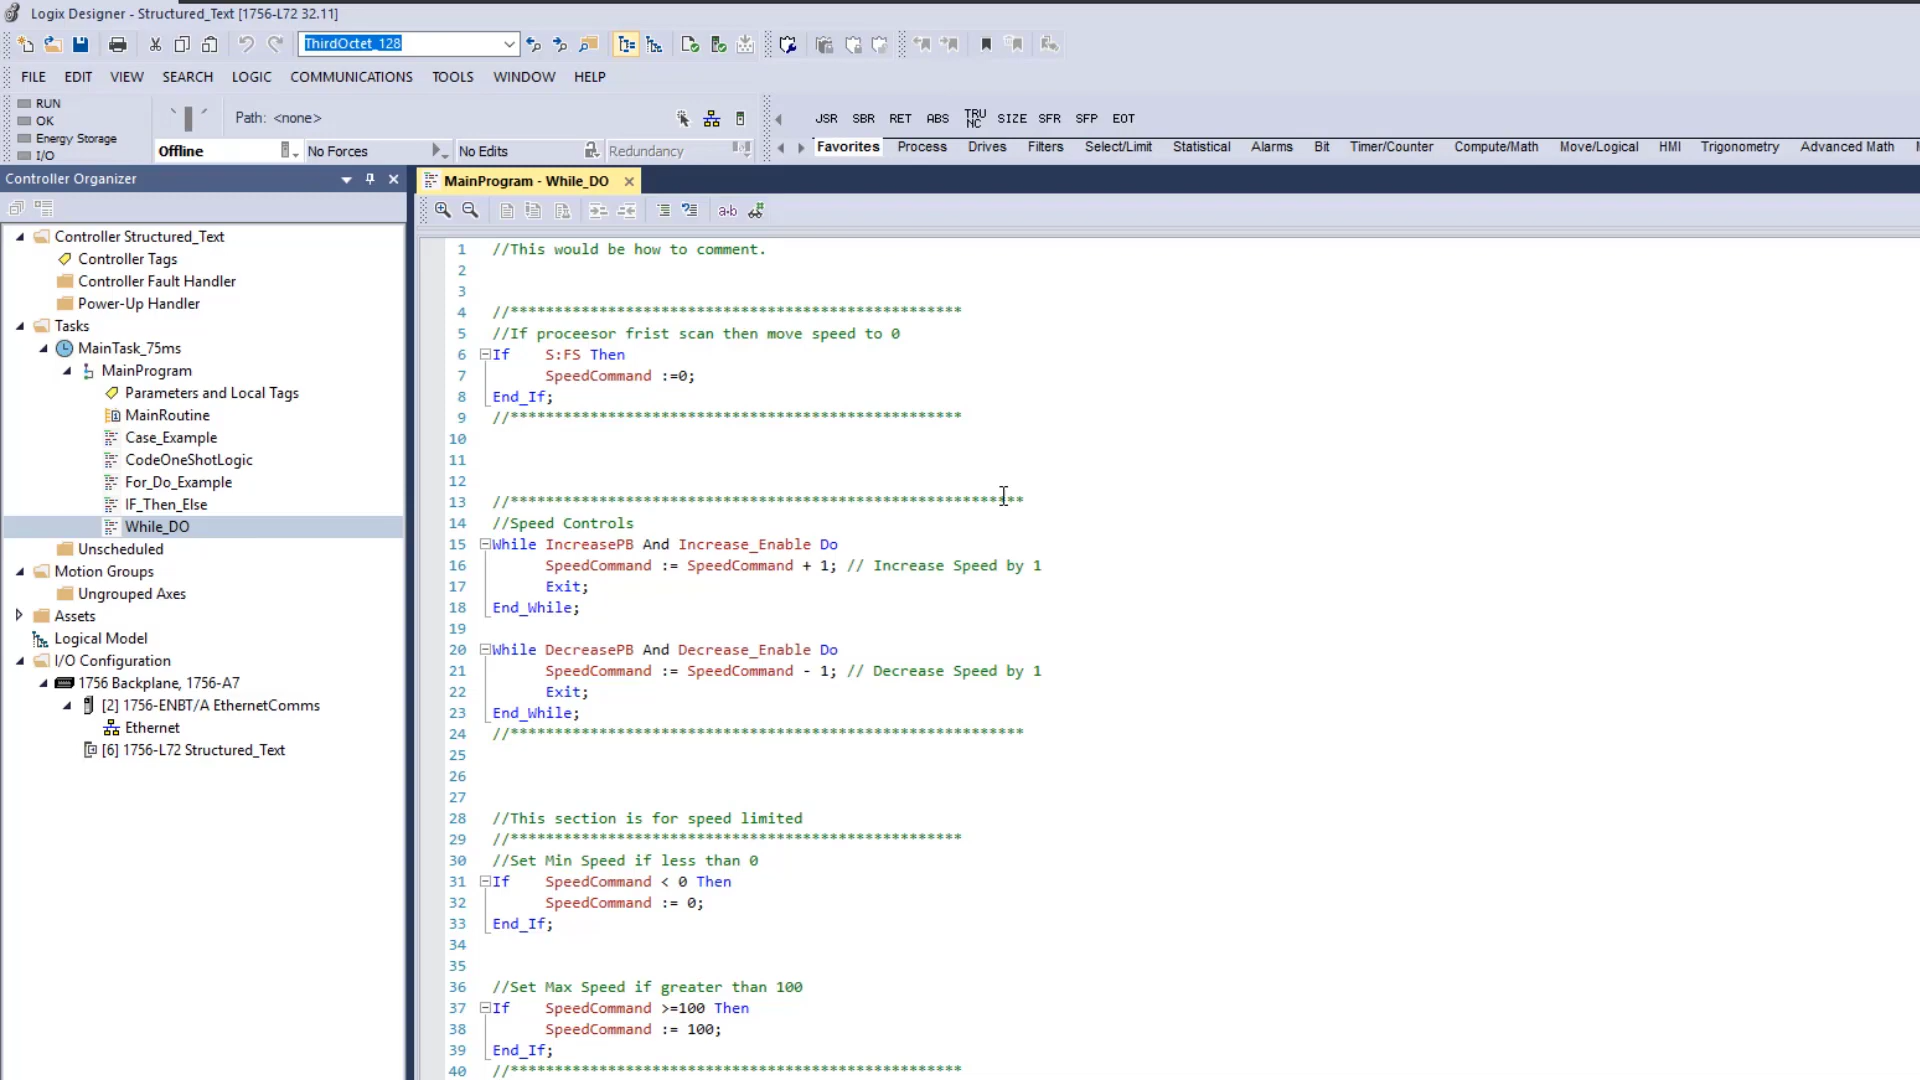 Logix Designer - Structured_Text [1756-L72 32.11]
ThirdOctet_128
FILE EDIT VIEW SEARCH LOGIC COMMUNICATIONS TOOLS WINDOW HELP
RUN
OK
Energy Storage
I/O
Path: <none>
Offline
No Forces
No Edits
Redundancy
JSR SBR RET ABS TRUNC SIZE SFR SFP EOT
Favorites Process Drives Filters Select/Limit Statistical Alarms Bit Timer/Counter Compute/Math Move/Logical HMI Trigonometry Advanced Math
Controller Organizer
Controller Structured_Text
Controller Tags
Controller Fault Handler
Power-Up Handler
Tasks
MainTask_75ms
MainProgram
Parameters and Local Tags
MainRoutine
Case_Example
CodeOneShotLogic
For_Do_Example
IF_Then_Else
While_DO
Unscheduled
Motion Groups
Ungrouped Axes
Assets
Logical Model
I/O Configuration
1756 Backplane, 1756-A7
[2] 1756-ENBT/A EthernetComms
Ethernet
[6] 1756-L72 Structured_Text
MainProgram - While_DO
a+b
1 //This would be how to comment.
2
3
4 //***************************************************
5 //If proceesor frist scan then move speed to 0
6 If S:FS Then
7 SpeedCommand :=0;
8 End_If;
9 //***************************************************
10
11
12
13 //**********************************************************
14 //Speed Controls
15 While IncreasePB And Increase_Enable Do
16 SpeedCommand := SpeedCommand + 1; // Increase Speed by 1
17 Exit;
18 End_While;
19
20 While DecreasePB And Decrease_Enable Do
21 SpeedCommand := SpeedCommand - 1; // Decrease Speed by 1
22 Exit;
23 End_While;
24 //**********************************************************
25
26
27
28 //This section is for speed limited
29 //***************************************************
30 //Set Min Speed if less than 0
31 If SpeedCommand < 0 Then
32 SpeedCommand := 0;
33 End_If;
34
35
36 //Set Max Speed if greater than 100
37 If SpeedCommand >=100 Then
38 SpeedCommand := 100;
39 End_If;
40 //***************************************************